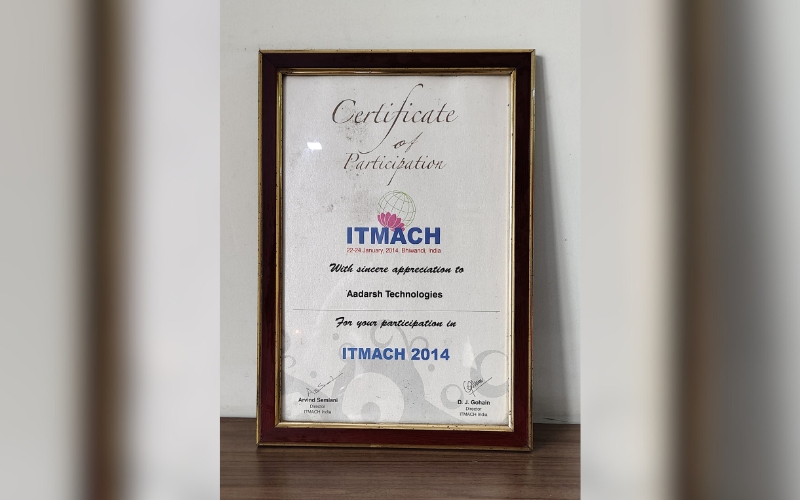 Certificate
of
Participation
ITMACH
22-24 January, 2014, Bhiwandi, India
With sincere appreciation to
Aadarsh Technologies
For your participation in
ITMACH 2014
Arvind Semlani
Director
ITMACH India
D. J. Gohain
Director
ITMACH India